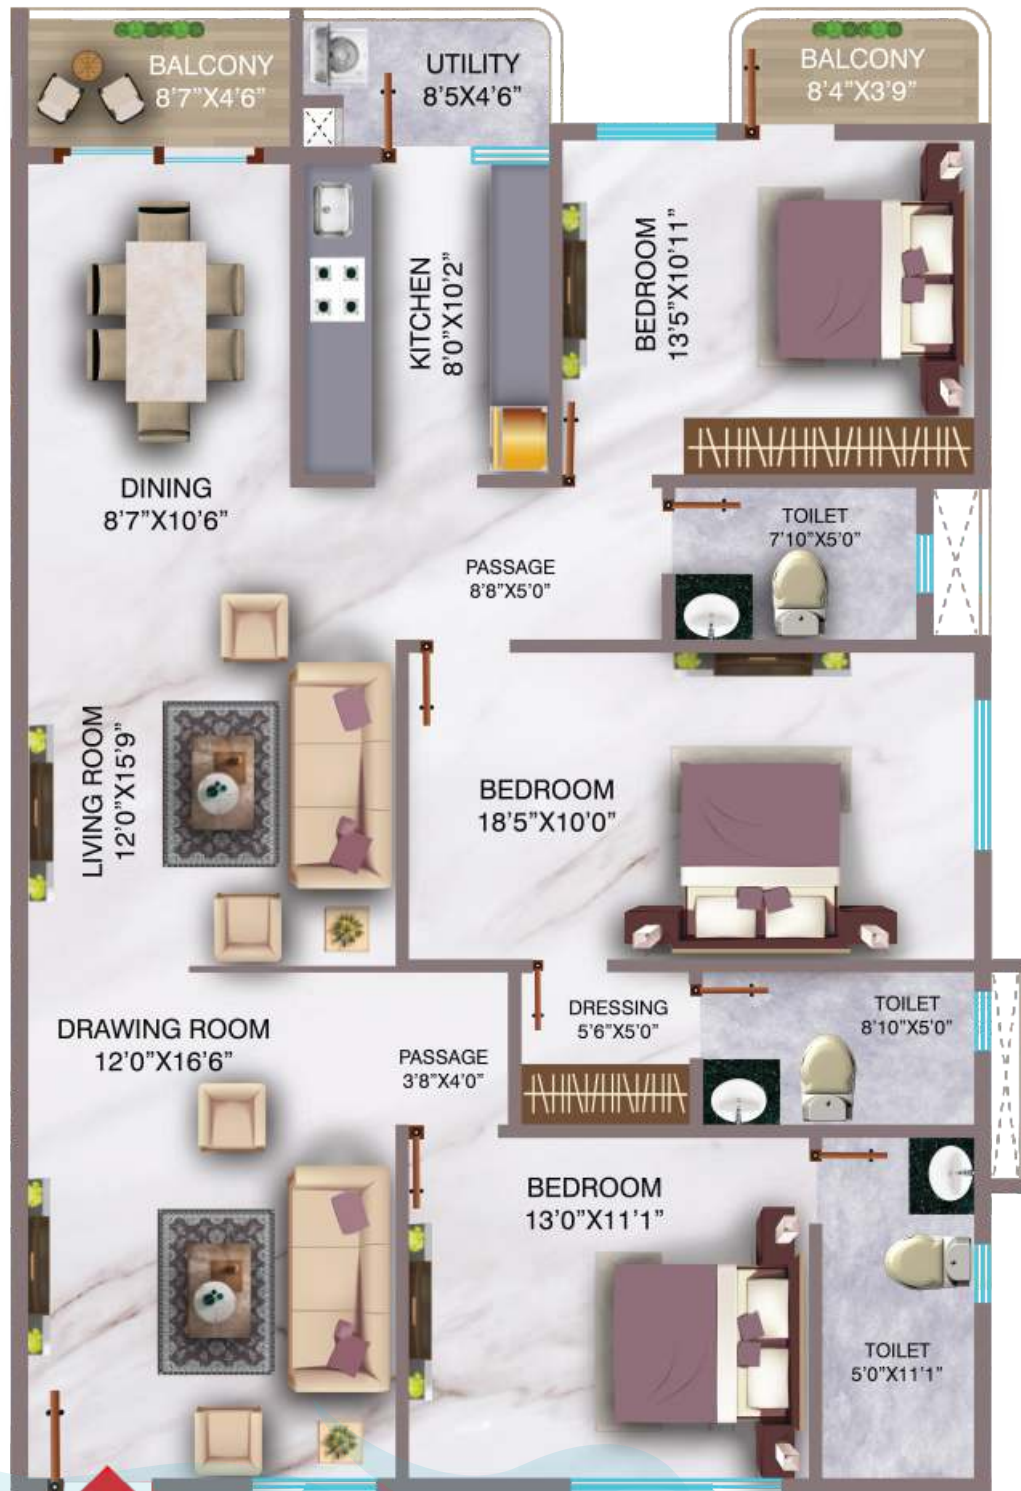 BALCONY
8'7”X4'6”
UTILITY
8'5X4'6”
BALCONY
8'4”X3'9”
KITCHEN
8'0”X10'2”
BEDROOM
13'5”X10'11”
DINING
8'7”X10'6”
TOILET
7'10”X5'0”
PASSAGE
8'8”X5'0”
LIVING ROOM
12'0”X15'9”
BEDROOM
18'5”X10'0”
DRAWING ROOM
12'0”X16'6”
PASSAGE
3'8”X4'0”
DRESSING
5'6”X5'0”
TOILET
8'10”X5'0”
BEDROOM
13'0”X11'1”
TOILET
5'0”X11'1”